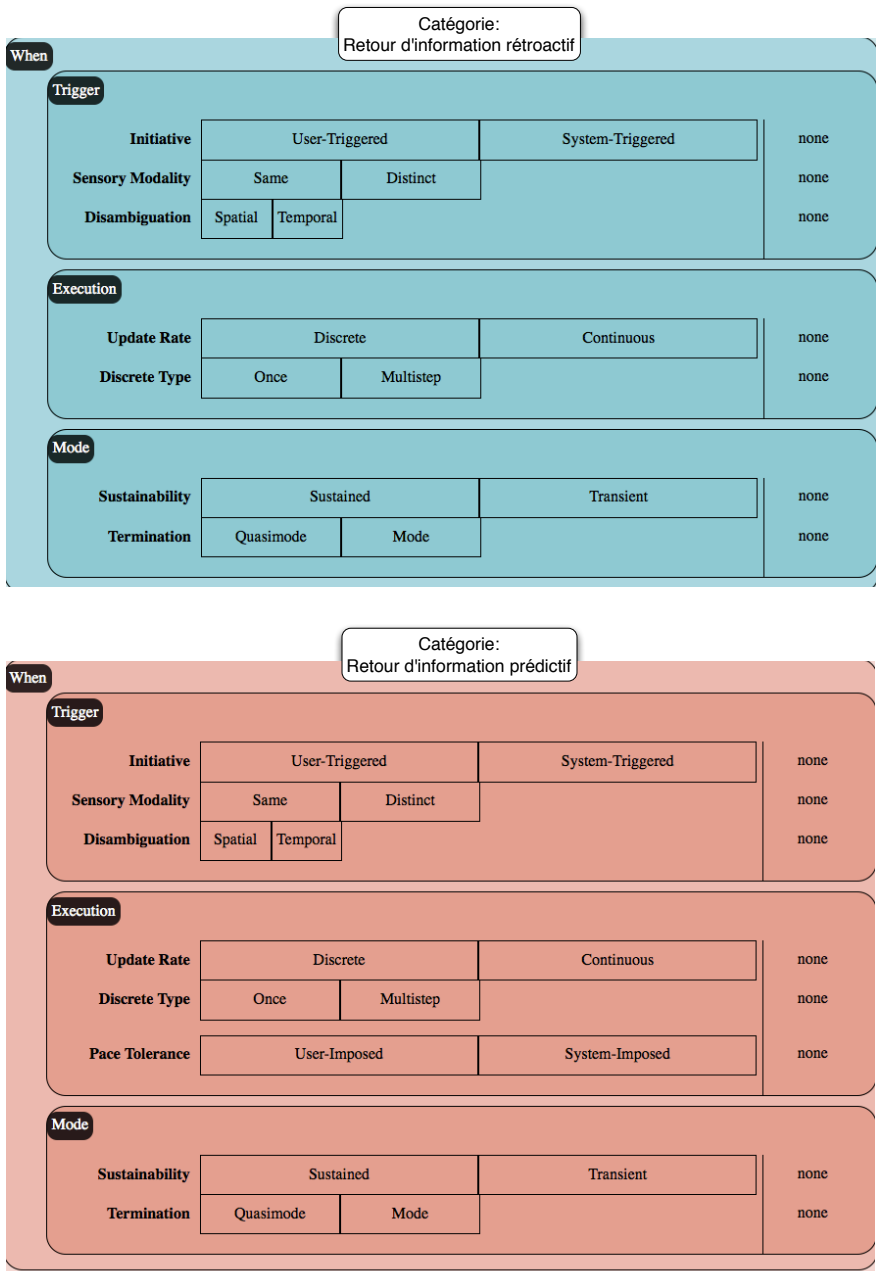 Catégorie:
Retour d'information rétroactif
When
Trigger
Initiative User-Triggered System-Triggered none
Sensory Modality Same Distinct none
Disambiguation Spatial Temporal none
Execution
Update Rate Discrete Continuous none
Discrete Type Once Multistep none
Mode
Sustainability Sustained Transient none
Termination Quasimode Mode none
Catégorie:
Retour d'information prédictif
When
Trigger
Initiative User-Triggered System-Triggered none
Sensory Modality Same Distinct none
Disambiguation Spatial Temporal none
Execution
Update Rate Discrete Continuous none
Discrete Type Once Multistep none
Pace Tolerance User-Imposed System-Imposed none
Mode
Sustainability Sustained Transient none
Termination Quasimode Mode none